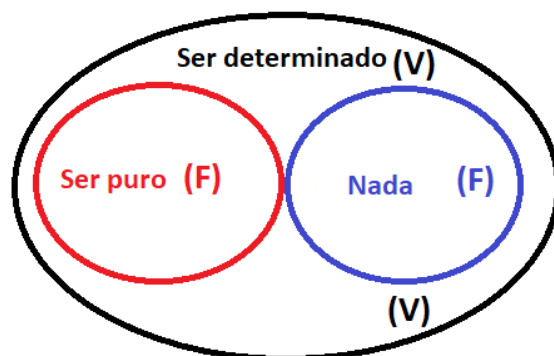 Ser determinado (V)
Ser puro (F)
Nada (F)
(V)